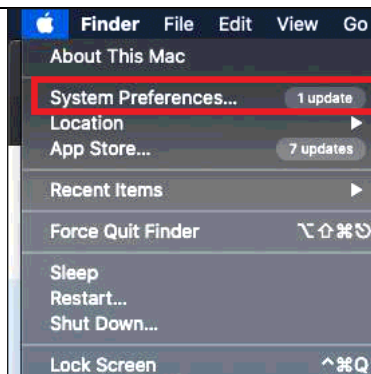 Finder File Edit View Go
About This Mac
System Preferences... 1 update
Location
App Store... 7 updates
Recent Items
Force Quit Finder ⌥⇧⌘⎋
Sleep
Restart...
Shut Down...
Lock Screen ^⌘Q